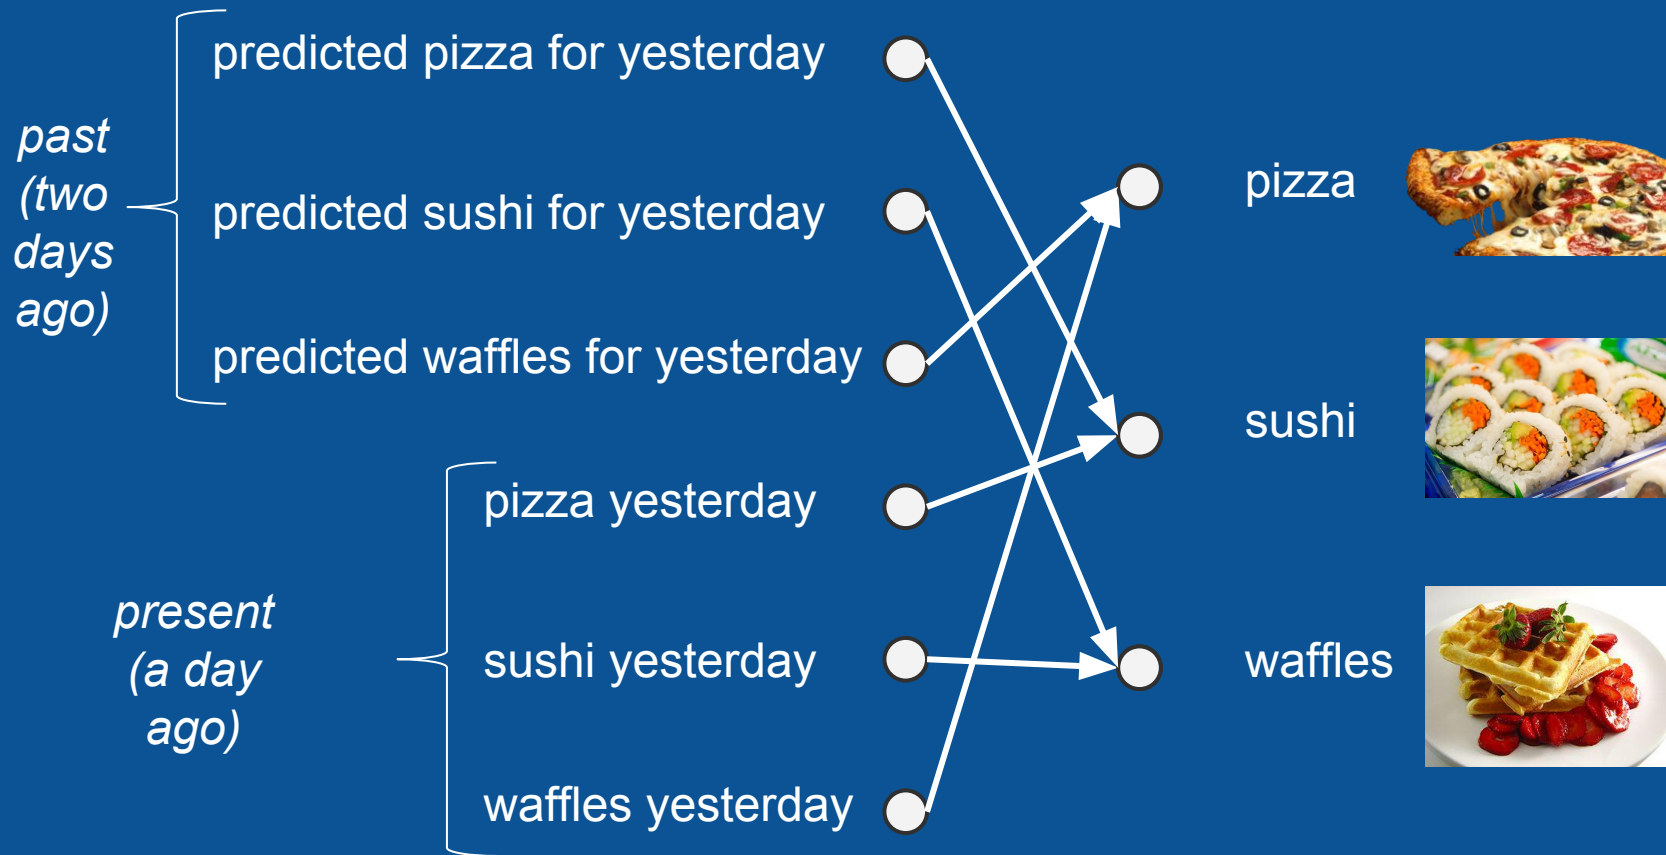 past
(two
days
ago)
predicted pizza for yesterday
predicted sushi for yesterday
predicted waffles for yesterday
present
(a day
ago)
pizza yesterday
sushi yesterday
waffles yesterday
pizza
sushi
waffles